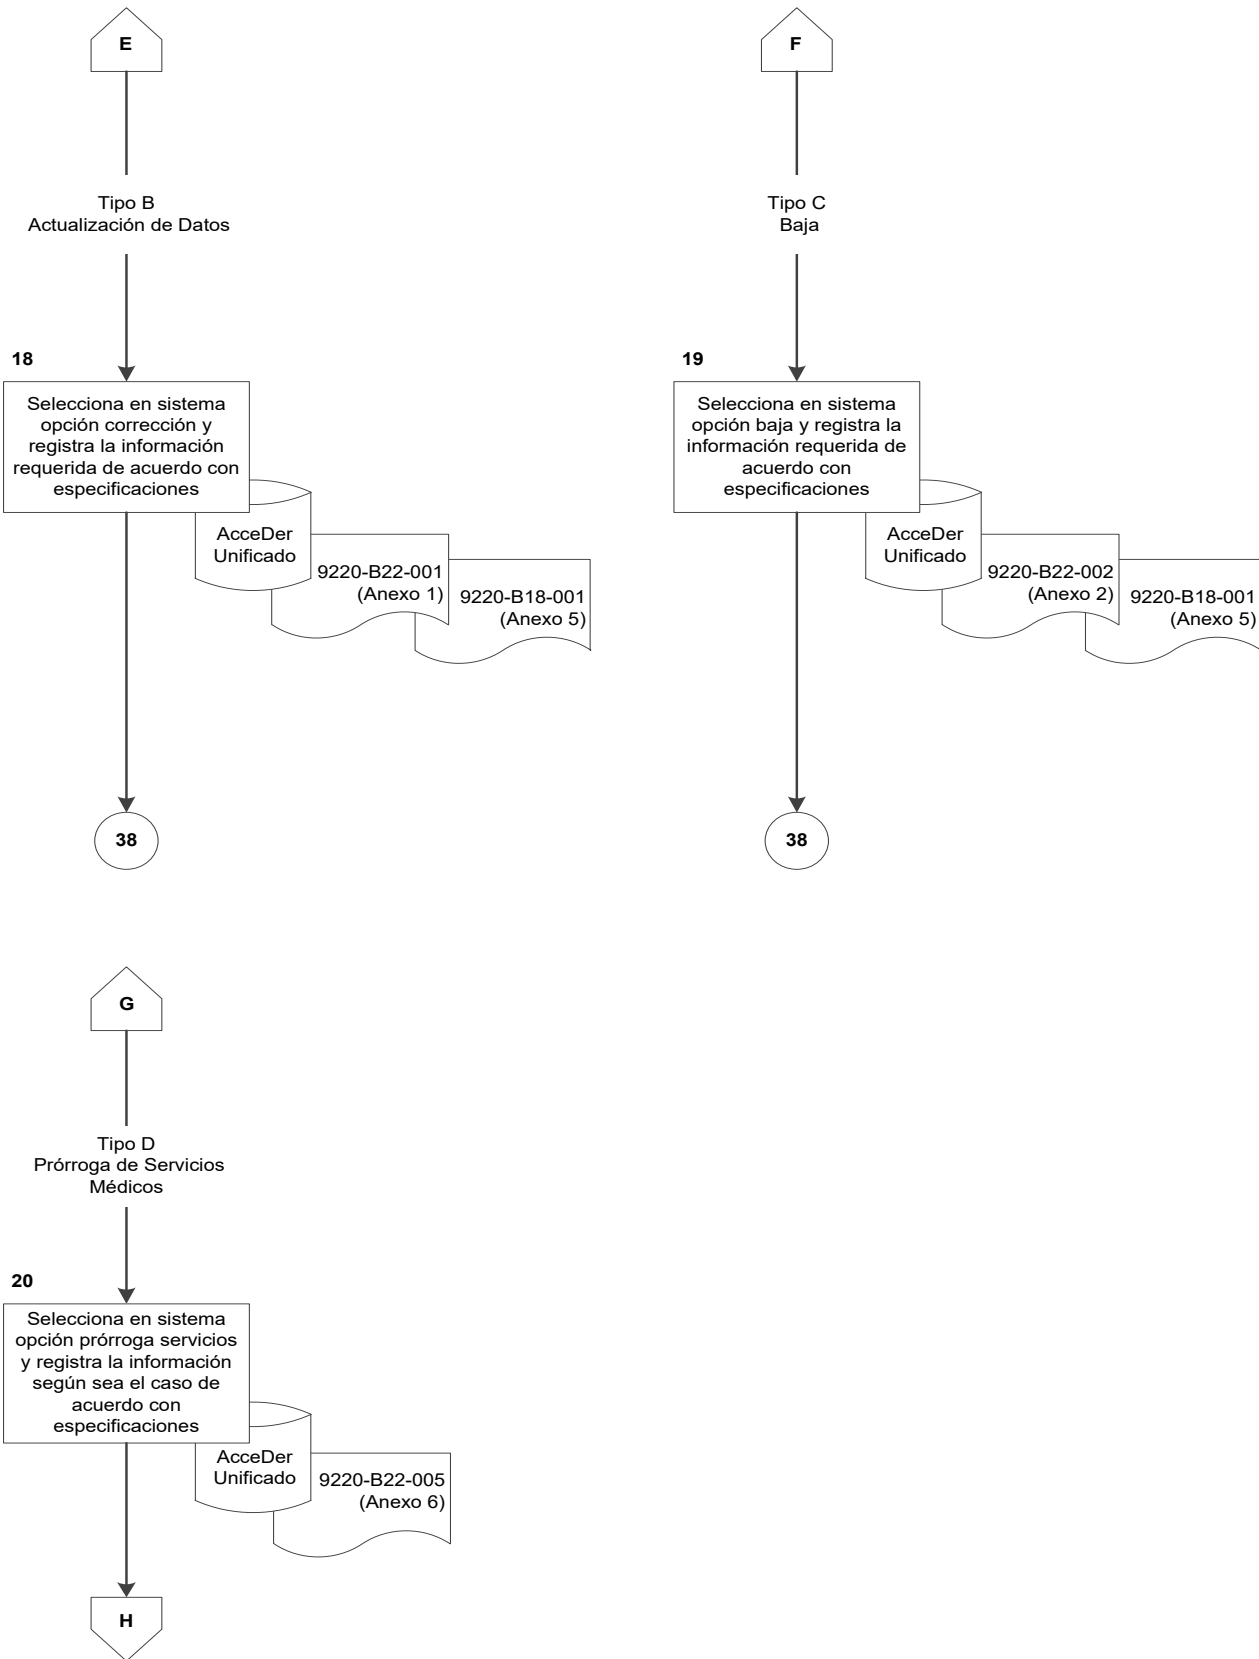 E
Tipo B
Actualización de Datos
18
Selecciona en sistema
opción corrección y
registra la información
requerida de acuerdo con
especificaciones
AcceDer
Unificado
9220-B22-001
(Anexo 1)
9220-B18-001
(Anexo 5)
38
F
Tipo C
Baja
19
Selecciona en sistema
opción baja y registra la
información requerida de
acuerdo con
especificaciones
AcceDer
Unificado
9220-B22-002
(Anexo 2)
9220-B18-001
(Anexo 5)
38
G
Tipo D
Prórroga de Servicios
Médicos
20
Selecciona en sistema
opción prórroga servicios
y registra la información
según sea el caso de
acuerdo con
especificaciones
AcceDer
Unificado
9220-B22-005
(Anexo 6)
H